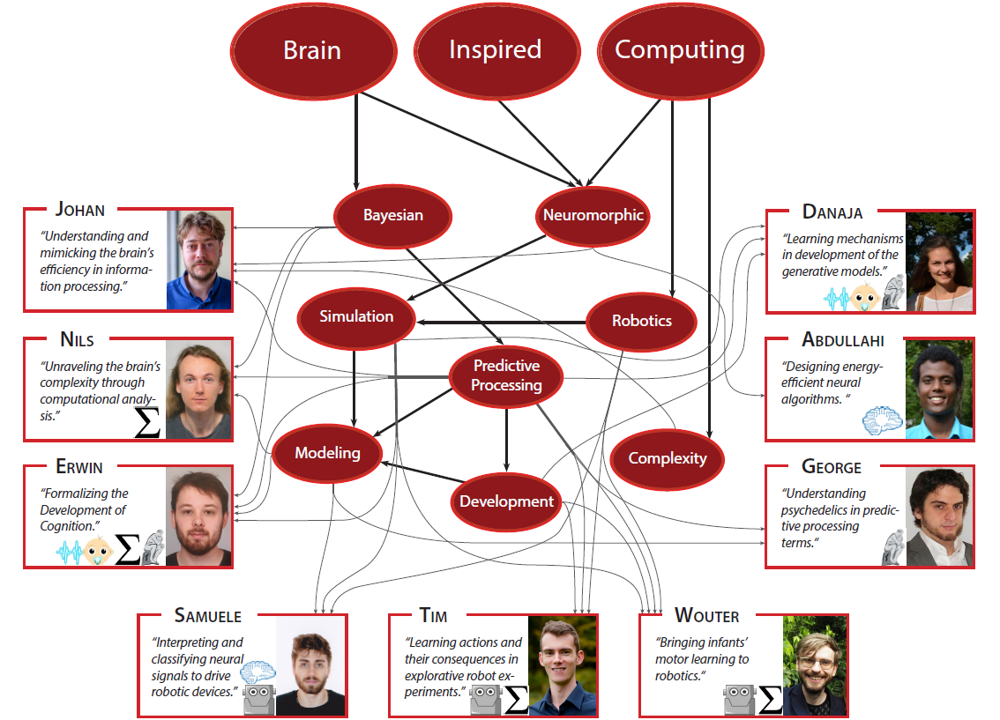 Brain
Inspired
Computing
Bayesian
Neuromorphic
Simulation
Robotics
Predictive
Processing
Modeling
Complexity
Development
JOHAN
“Understanding and
mimicking the brain’s
efficiency in informa-
tion processing.”
NILS
“Unraveling the brain’s
complexity through
computational analy-
sis.”
Σ
ERWIN
“Formalizing the
Development of
Cognition.”
Σ
DANAJA
“Learning mechanisms
in development of the
generative models.”
ABDULLAHI
“Designing energy-
efficient neural
algorithms. “
GEORGE
“Understanding
psychedelics in predic-
tive processing
terms.“
SAMUELE
“Interpreting and
classifying neural
signals to drive
robotic devices.”
TIM
“Learning actions and
their consequences in
explorative robot ex-
periments.”
Σ
WOUTER
“Bringing infants’
motor learning to
robotics.“
Σ